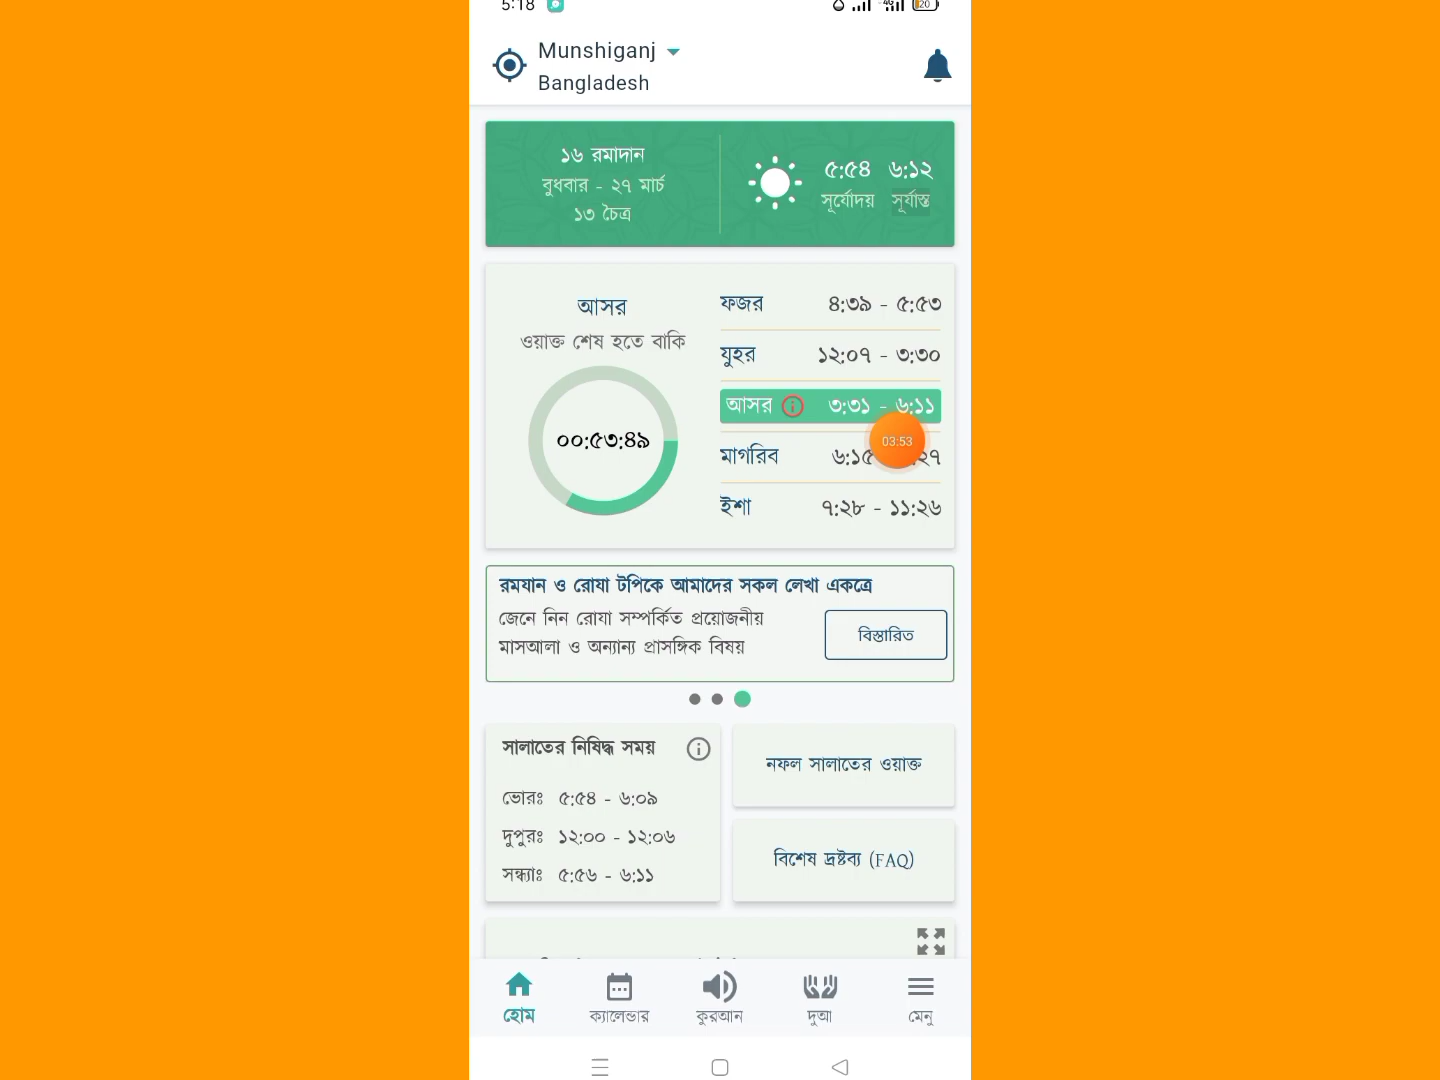 5:18
20
Munshiganj
Bangladesh
১৬ রমাদান
বুধবার - ২৭ মার্চ
১৩ চৈত্র
৫:৫৪ ৬:১২
সূর্যোদয় সূর্যাস্ত
আসর
ওয়াক্ত শেষ হতে বাকি
০০:৫৩:৪৯
ফজর ৪:৩৯ - ৫:৫৩
যুহর ১২:০৭ - ৩:৩০
আসর ৩:৩১ - ৬:১১
03:53
মাগরিব
ইশা ৭:২৮ - ১১:২৬
রমযান ও রোযা টপিকে আমাদের সকল লেখা একত্রে
জেনে নিন রোযা সম্পর্কিত প্রয়োজনীয়
মাসআলা ও অন্যান্য প্রাসঙ্গিক বিষয়
বিস্তারিত
সালাতের নিষিদ্ধ সময়
ভোরঃ ৫:৫৪ - ৬:০৯
দুপুরঃ ১২:০০ - ১২:০৬
সন্ধ্যাঃ ৫:৫৬ - ৬:১১
নফল সালাতের ওয়াক্ত
বিশেষ দ্রষ্টব্য (FAQ)
হোম
ক্যালেন্ডার
কুরআন
দুআ
মেনু